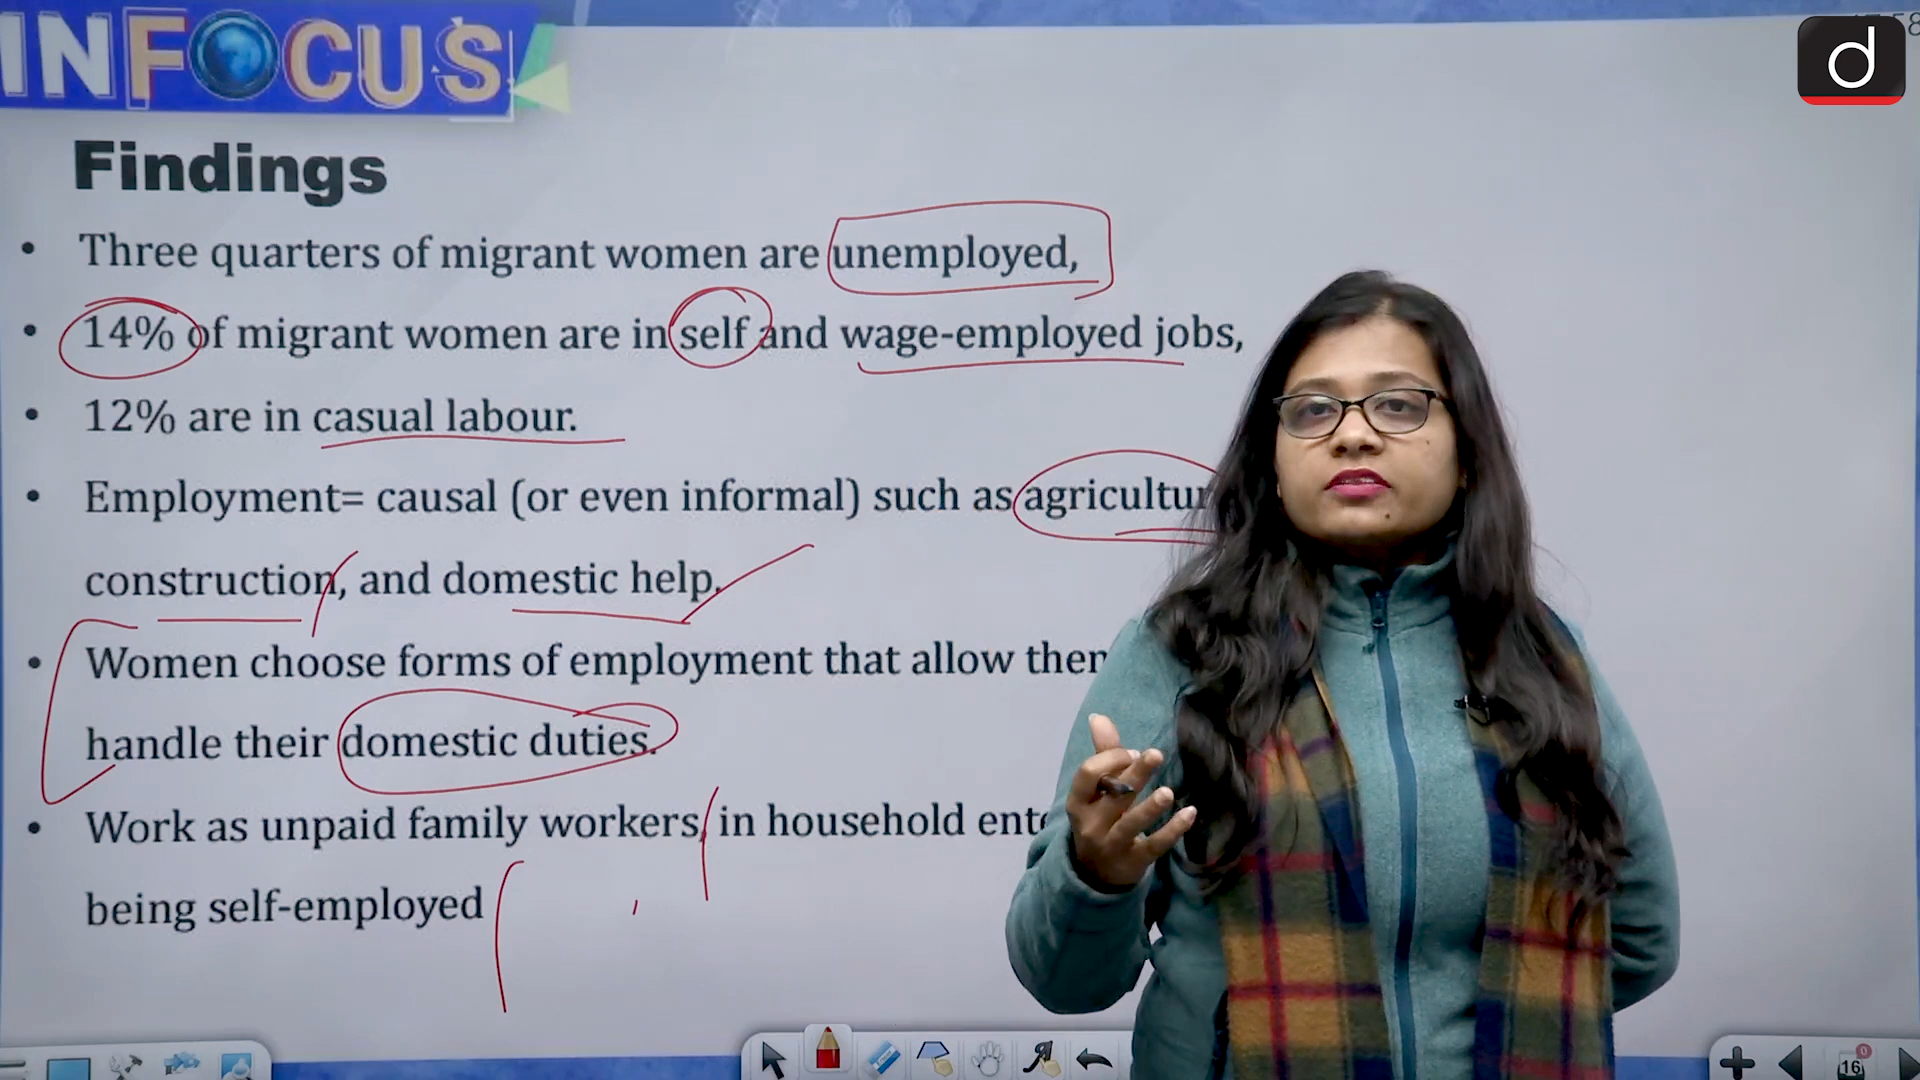 INFOCUS
d
Findings
• Three quarters of migrant women are unemployed,
• 14% of migrant women are in self and wage-employed jobs,
• 12% are in casual labour.
• Employment= causal (or even informal) such as
construction, and domestic help.
• Women choose forms of employment that allow
handle their domestic duties.
• Work as unpaid family workers, in household
being self-employed
16
0